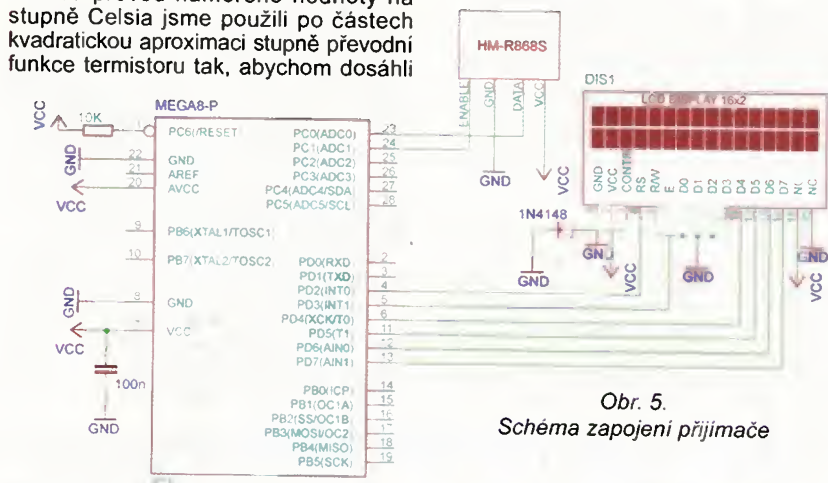 stupně Celsia jsme použili po částech
kvadratickou aproximaci stupně převodní
funkce termistoru tak, abychom dosáhli
HM-R868S
ENABLE
GND
DATA
VCC
GND
VCC
DIS1
LCD DISPLAY 16x2
GND
VCC
CONTR
RS
R/W
E
D0
D1
D2
D3
D4
D5
D6
D7
NC
1N4148
GND
GND
VCC
GND
VCC
GND
MEGA8-P
VCC
10K
1
PC6(/RESET)
GND
22
GND
21
AREF
20
AVCC
VCC
9
PB6(XTAL1/TOSC1)
10
PB7(XTAL2/TOSC2)
GND
8
GND
VCC
VCC
100n
GND
PC0(ADC0) 23
PC1(ADC1) 24
PC2(ADC2) 25
PC3(ADC3) 26
PC4(ADC4/SDA) 27
PC5(ADC5/SCL) 28
PD0(RXD) 2
PD1(TXD) 3
PD2(INT0) 4
PD3(INT1) 5
PD4(XCK/T0) 6
PD5(T1) 11
PD6(AIN0) 12
PD7(AIN1) 13
PB0(ICP) 14
PB1(OC1A) 15
PB2(SS/OC1B) 16
PB3(MOSI/OC2)
PB4(MISO) 18
PB5(SCK) 19
Obr. 5.
Schéma zapojení přijímače